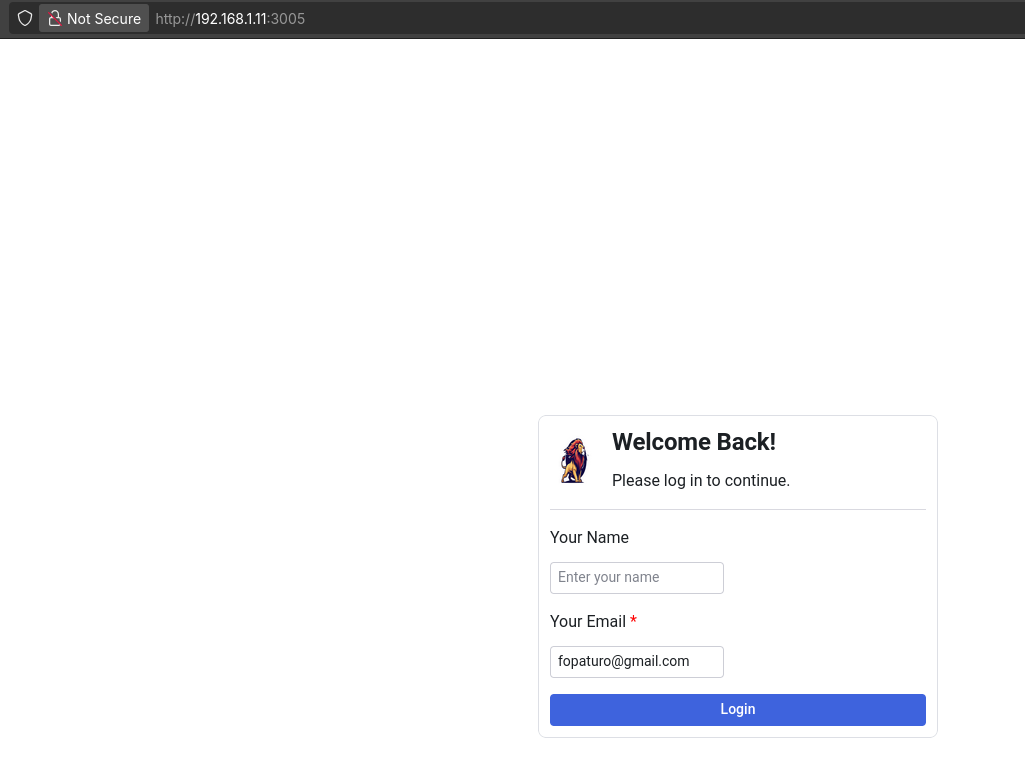 Not Secure http://192.168.1.11:3005
Welcome Back!
Please log in to continue.
Your Name
Enter your name
Your Email *
fopaturo@gmail.com
Login